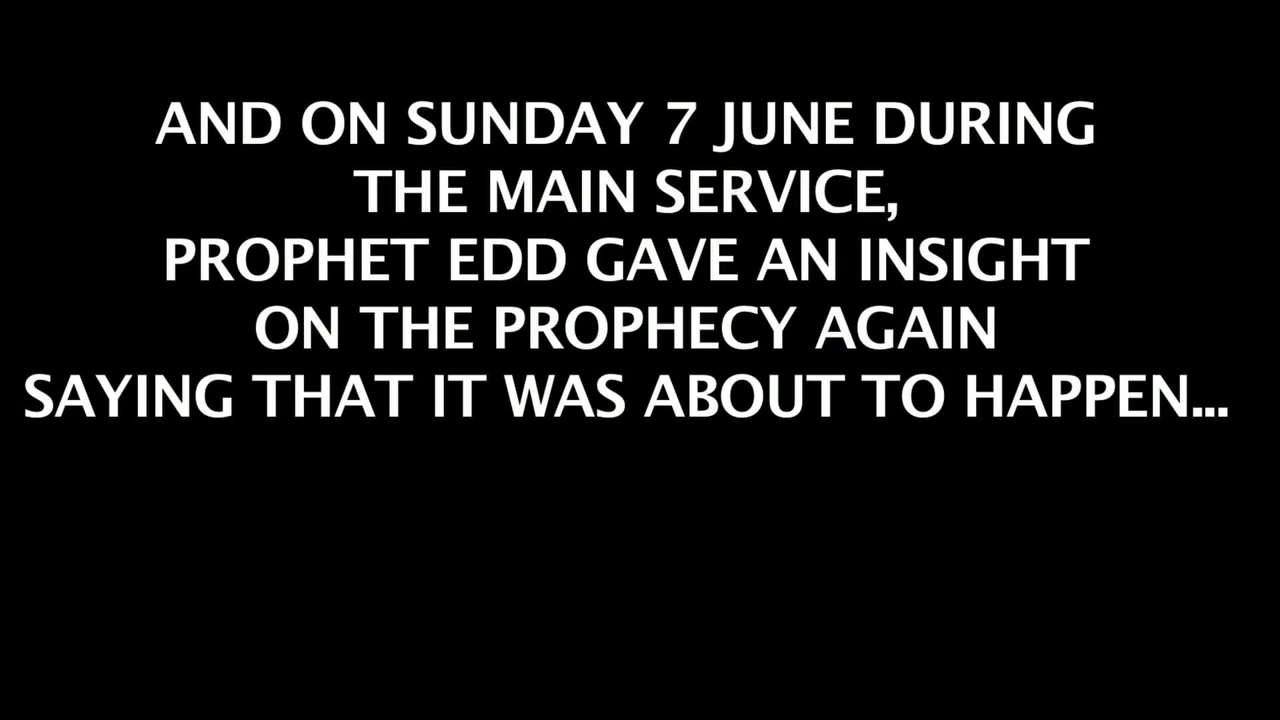 AND ON SUNDAY 7 JUNE DURING
THE MAIN SERVICE,
PROPHET EDD GAVE AN INSIGHT
ON THE PROPHECY AGAIN
SAYING THAT IT WAS ABOUT TO HAPPEN...